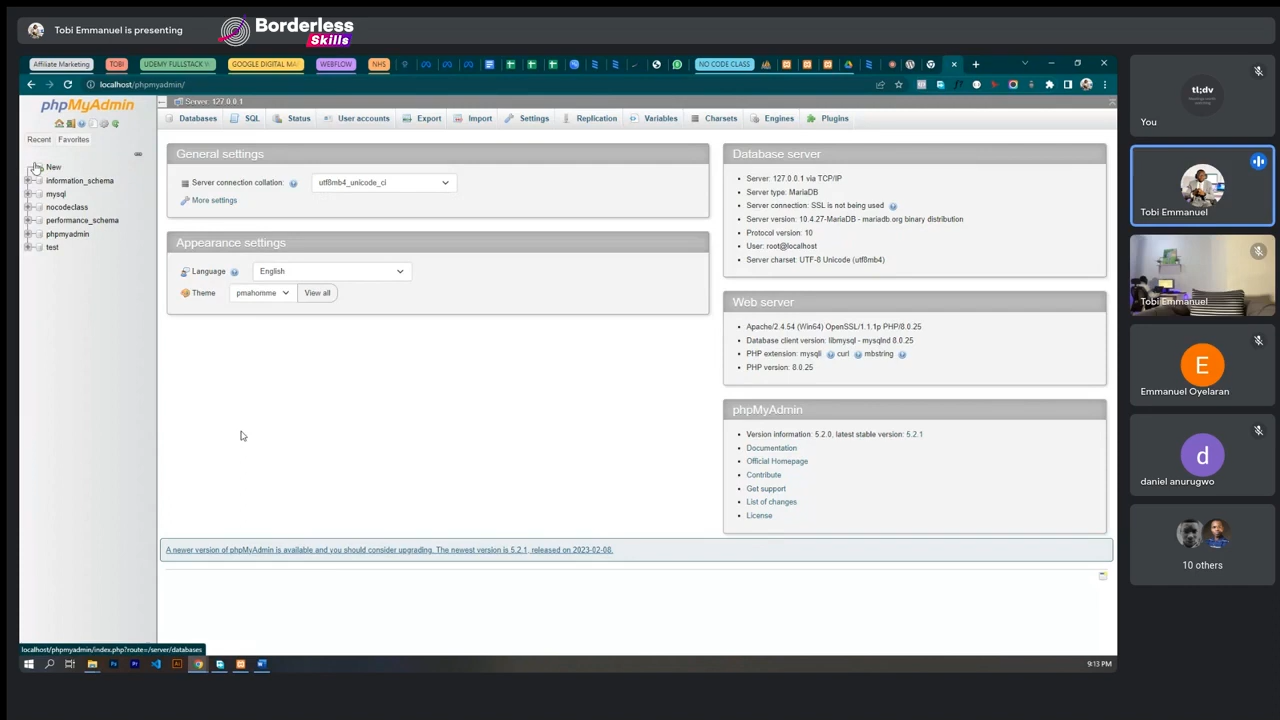 Tobi Emmanuel is presenting
Borderless
Skills
Affiliate Marketing
TOBI
UDEMY FULLSTACK
GOOGLE DIGITAL MA
WEBFLOW
NHS
NO CODE CLASS
localhost/phpmyadmin/
phpMyAdmin
Recent
Favorites
New
information_schema
mysql
nocodeclass
performance_schema
phpmyadmin
test
Server: 127.0.0.1
Databases
SQL
Status
User accounts
Export
Import
Settings
Replication
Variables
Charsets
Engines
Plugins
General settings
Server connection collation:
utf8mb4_unicode_ci
More settings
Appearance settings
Language
English
Theme
pmahomme
View all
Database server
Server: 127.0.0.1 via TCP/IP
Server type: MariaDB
Server connection: SSL is not being used
Server version: 10.4.27-MariaDB - mariadb.org binary distribution
Protocol version: 10
User: root@localhost
Server charset: UTF-8 Unicode (utf8mb4)
Web server
Apache/2.4.54 (Win64) OpenSSL/1.1.1p PHP/8.0.25
Database client version: libmysql - mysqlnd 8.0.25
PHP extension: mysqli curl mbstring
PHP version: 8.0.25
phpMyAdmin
Version information: 5.2.0, latest stable version: 5.2.1
Documentation
Official Homepage
Contribute
Get support
List of changes
License
A newer version of phpMyAdmin is available and you should consider upgrading. The newest version is 5.2.1, released on 2023-02-08.
localhost/phpmyadmin/index.php?route=/server/databases
9:13 PM
tl;dv
You
Tobi Emmanuel
Tobi Emmanuel
E
Emmanuel Oyelaran
d
daniel anurugwo
10 others